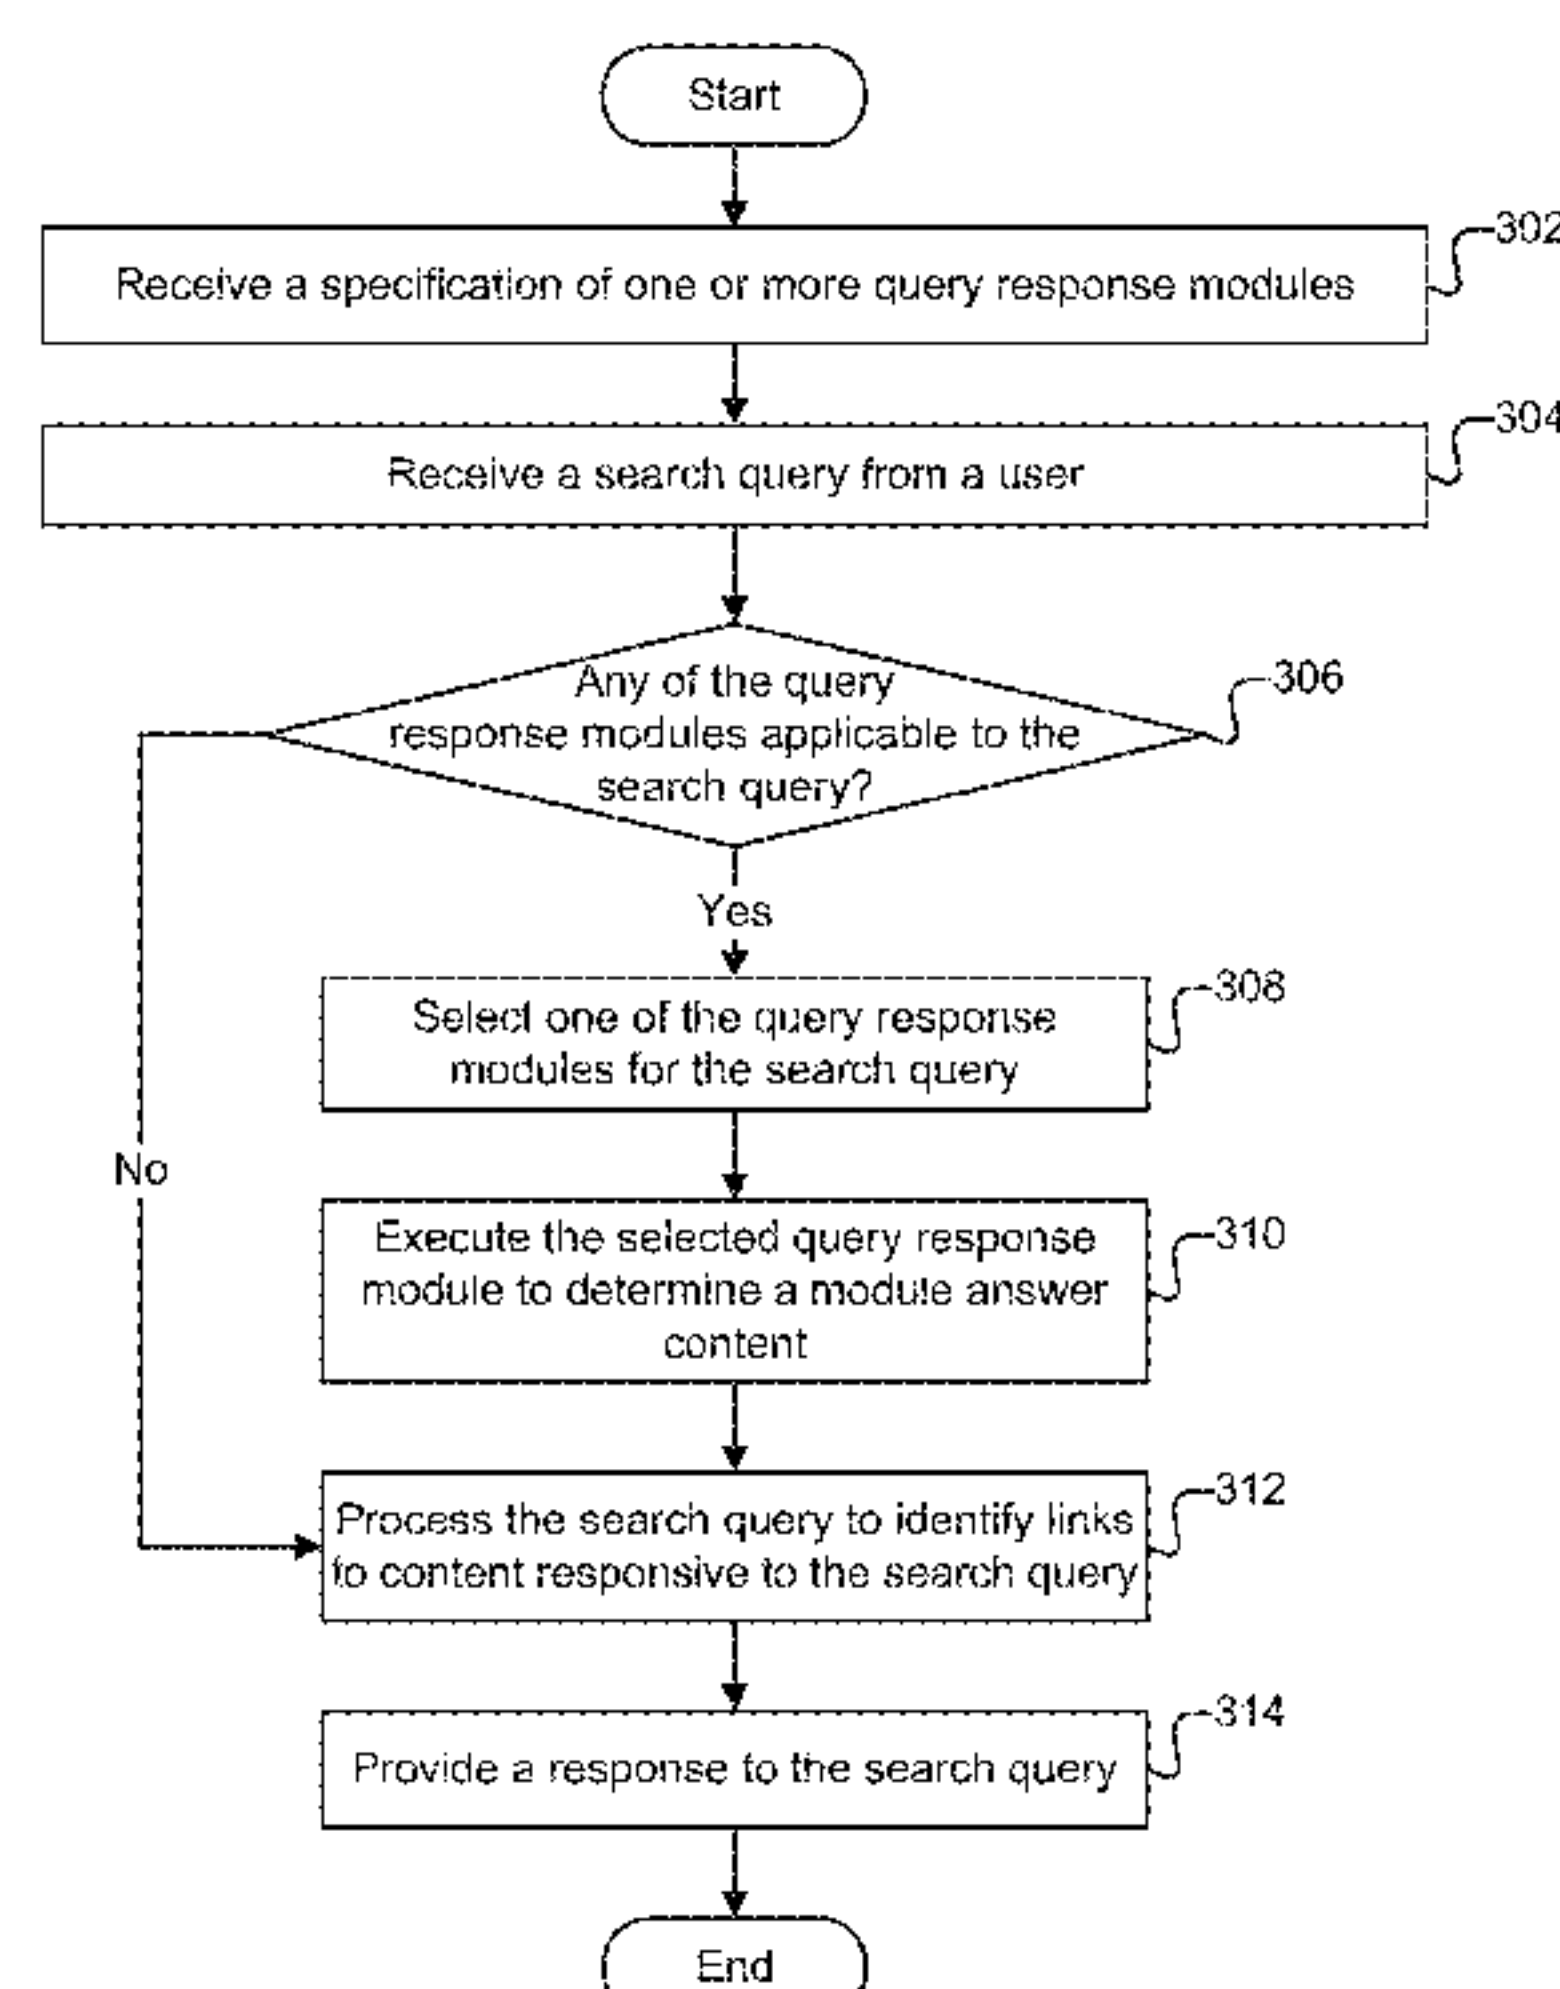 Start
302
Receive a specification of one or more query response modules
304
Receive a search query from a user
306
Any of the query
response modules applicable to the
search query?
Yes
308
Select one of the query response
modules for the search query
No
310
Execute the selected query response
module to determine a module answer
content
312
Process the search query to identify links
to content responsive to the search query
314
Provide a response to the search query
End